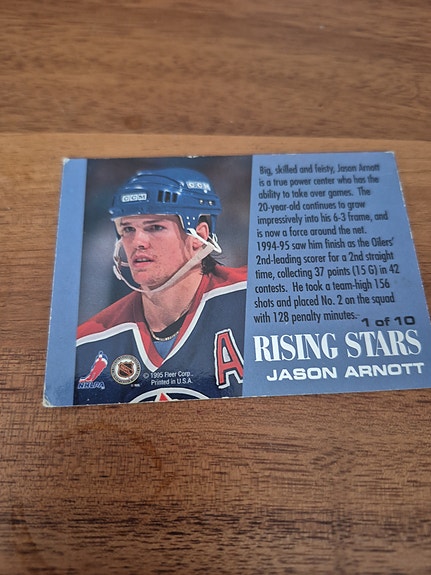 Big, skilled and feisty, Jason Arnott
is a true power center who has the
ability to take over games. The
20-year-old continues to grow
impressively into his 6-3 frame, and
is now a force around the net.
1994-95 saw him finish as the Oilers'
2nd-leading scorer for a 2nd straight
time, collecting 37 points (15 G) in 42
contests. He took a team-high 156
shots and placed No. 2 on the squad
with 128 penalty minutes.
1 of 10
RISING STARS
JASON ARNOTT
CCM
CCM
A
NHLPA
© 1995 Fleer Corp.,
Printed in U.S.A.